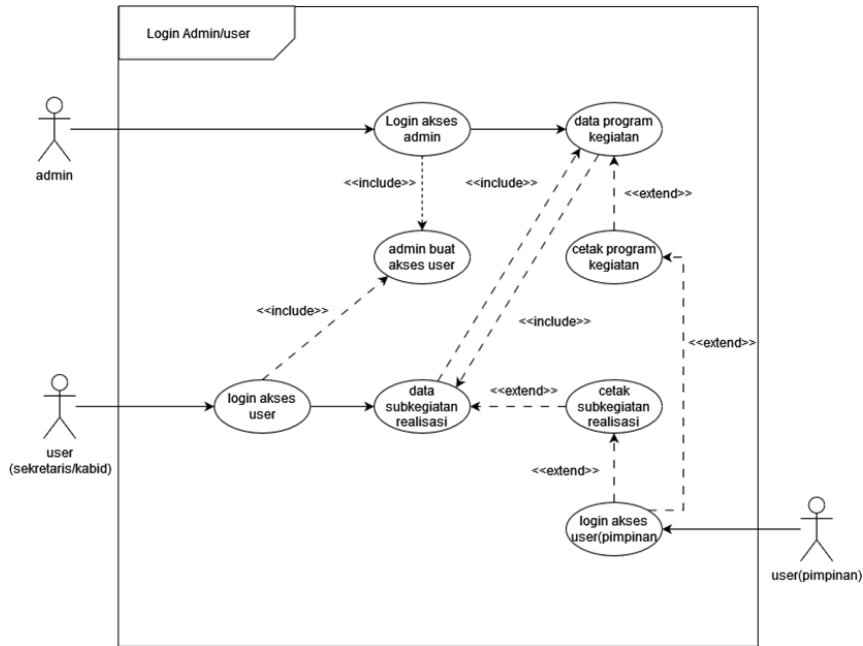 Login Admin/user
Login akses
admin
data program
kegiatan
admin
<<include>>
<<include>>
<<extend>>
admin buat
akses user
cetak program
kegiatan
<<include>>
<<include>>
<<extend>>
login akses
user
data
subkegiatan
realisasi
<<extend>>
cetak
subkegiatan
realisasi
user
(sekretaris/kabid)
<<extend>>
login akses
user(pimpinan
user(pimpinan)